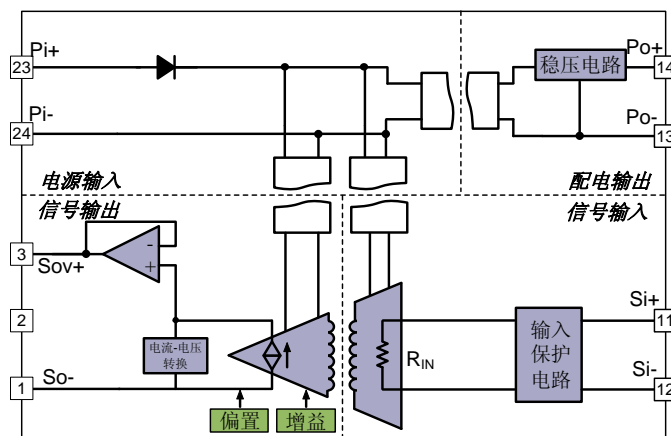 Pi+
23
Po+
14
稳压电路
Pi-
24
Po-
13
电源输入
配电输出
信号输出
信号输入
3
Sov+
-
+
2
电流-电压
转换
1
So-
偏置
增益
R_IN
输入
保护
电路
Si+
11
Si-
12